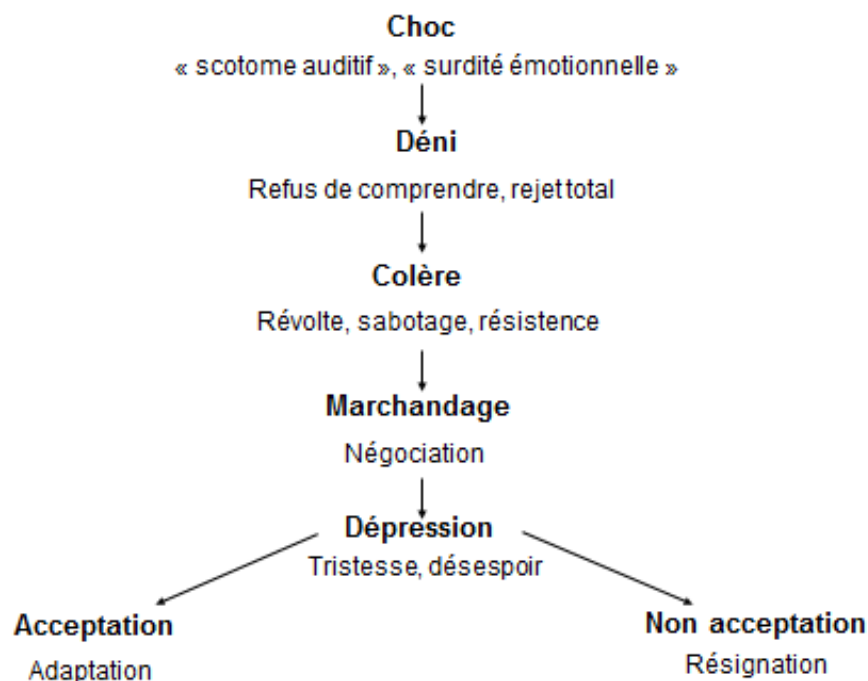 Choc
« scotome auditif », « surdité émotionnelle »
Déni
Refus de comprendre, rejet total
Colère
Révolte, sabotage, résistence
Marchandage
Négociation
Dépression
Tristesse, désespoir
Acceptation
Adaptation
Non acceptation
Résignation